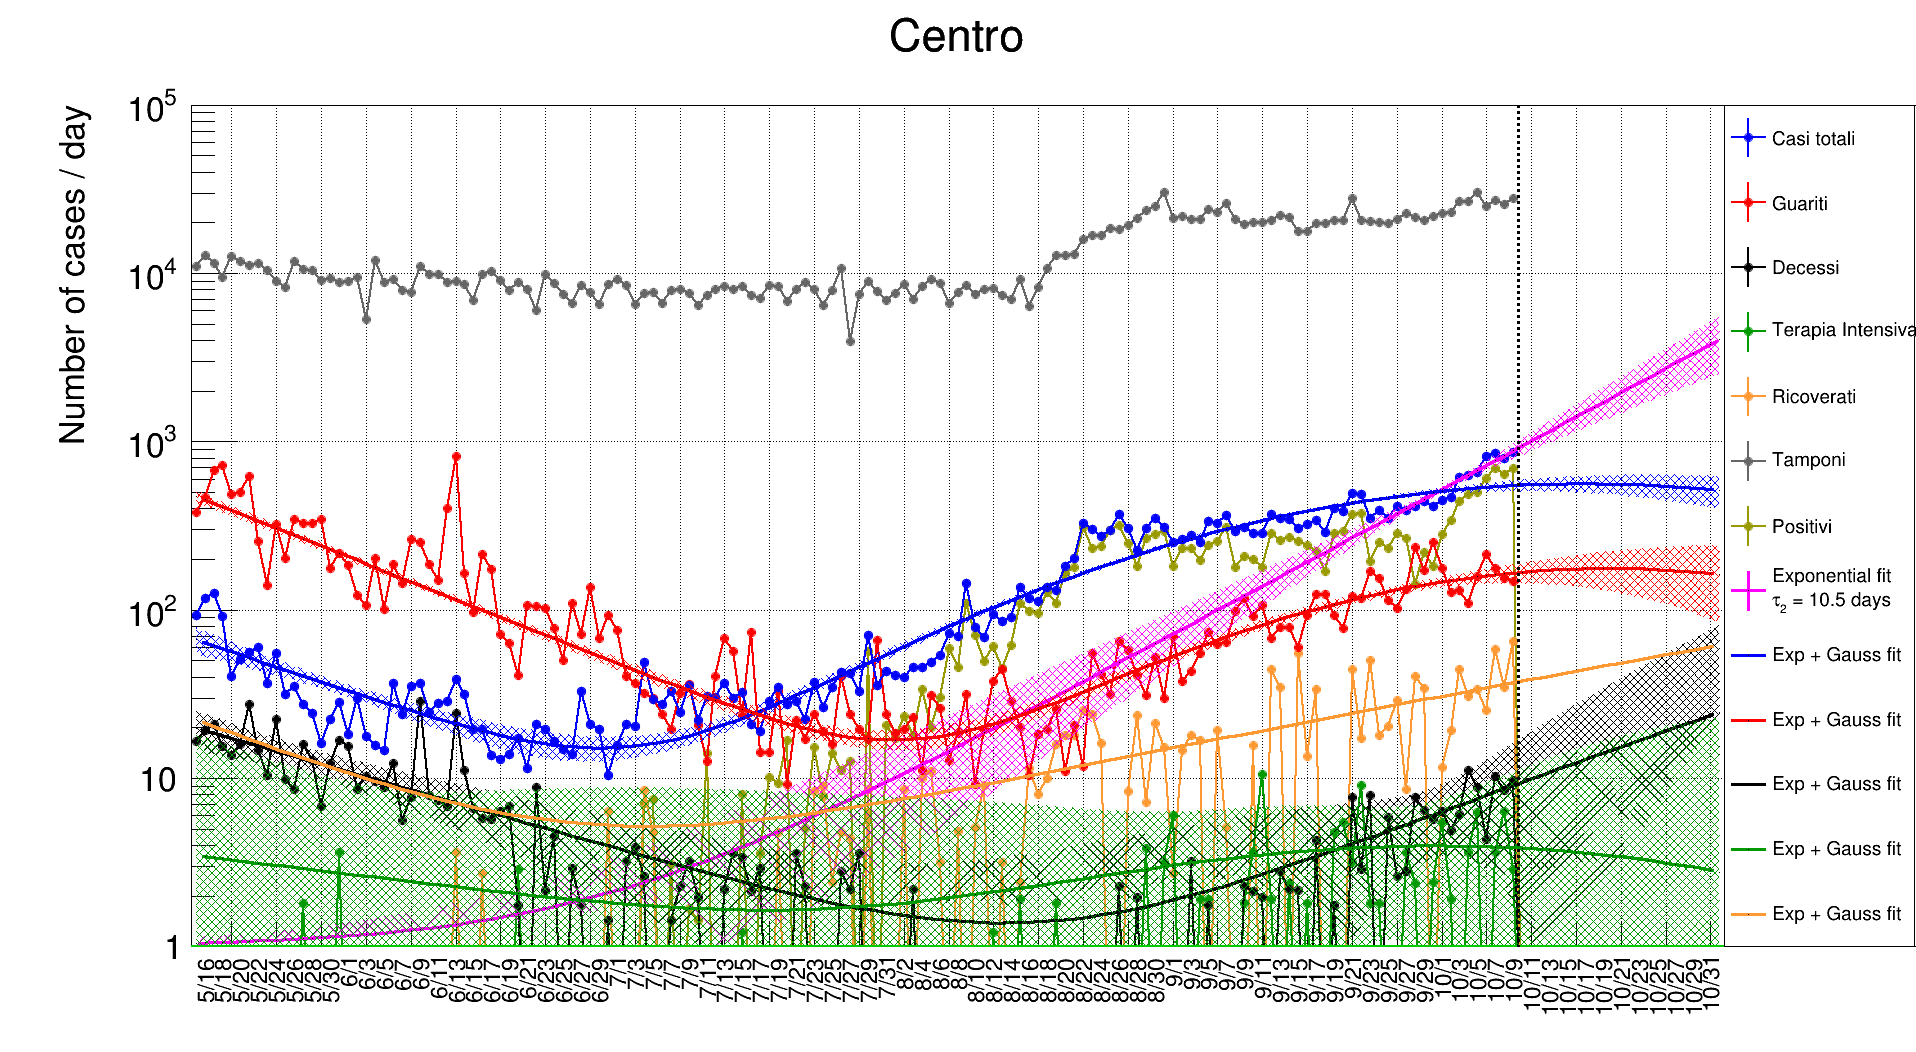 Centro
Number of cases / day
10^5
10^4
10^3
10^2
10
1
5/16 5/18 5/20 5/22 5/24 5/26 5/28 5/30 6/1 6/3 6/5 6/7 6/9 6/11 6/13 6/15 6/17 6/19 6/21 6/23 6/25 6/27 6/29 7/1 7/3 7/5 7/7 7/9 7/11 7/13 7/15 7/17 7/19 7/21 7/23 7/25 7/27 7/29 7/31 8/2 8/4 8/6 8/8 8/10 8/12 8/14 8/16 8/18 8/20 8/22 8/24 8/26 8/28 8/30 9/1 9/3 9/5 9/7 9/9 9/11 9/13 9/15 9/17 9/19 9/21 9/23 9/25 9/27 9/29 10/1 10/3 10/5 10/7 10/9 10/11 10/13 10/15 10/17 10/19 10/21 10/23 10/25 10/27 10/29 10/31
Casi totali
Guariti
Decessi
Terapia Intensiva
Ricoverati
Tamponi
Positivi
Exponential fit
τ₂ = 10.5 days
Exp + Gauss fit
Exp + Gauss fit
Exp + Gauss fit
Exp + Gauss fit
Exp + Gauss fit